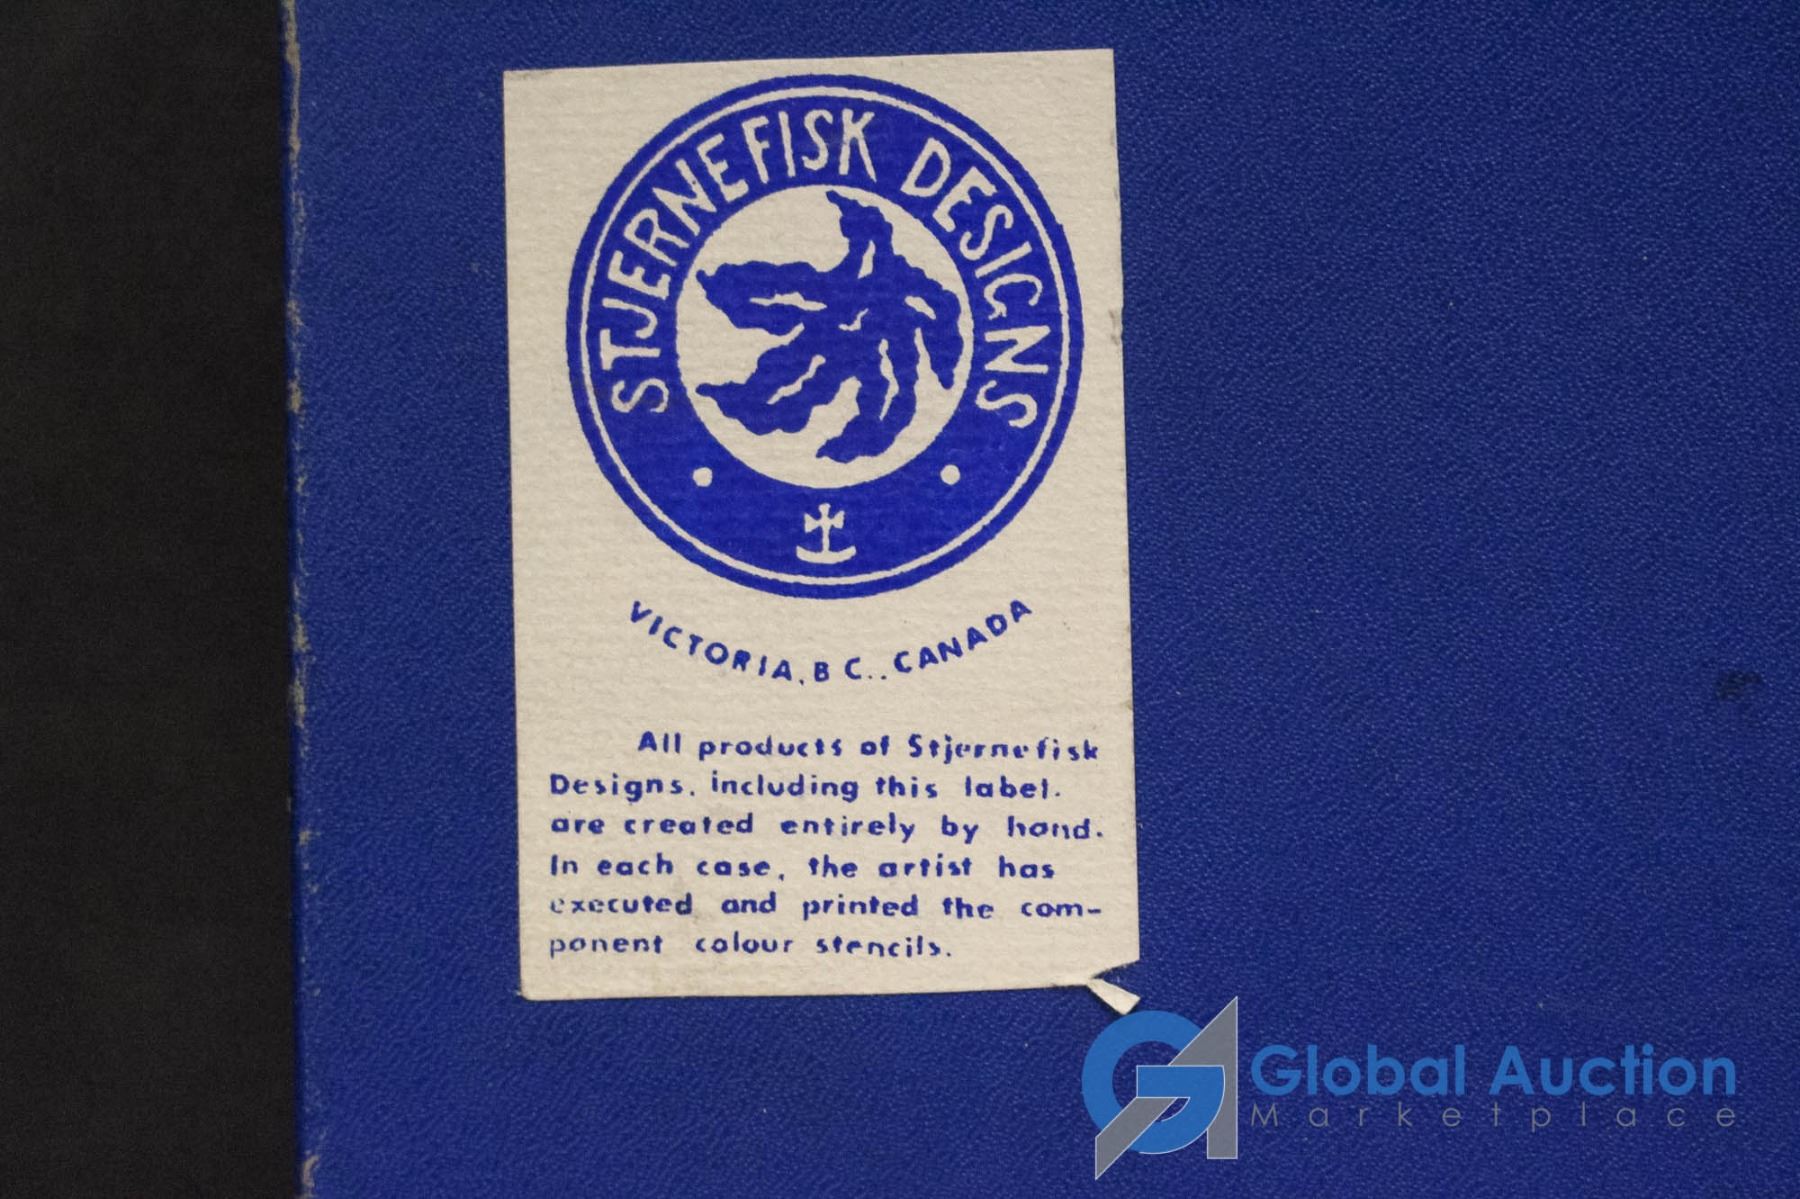 STJERNEFISK DESIGNS
VICTORIA, B C., CANADA
All products of Stjernefisk
Designs, including this label.
are created entirely by hand.
In each case, the artist has
executed and printed the com-
ponent colour stencils.
Global Auction
Marketplace